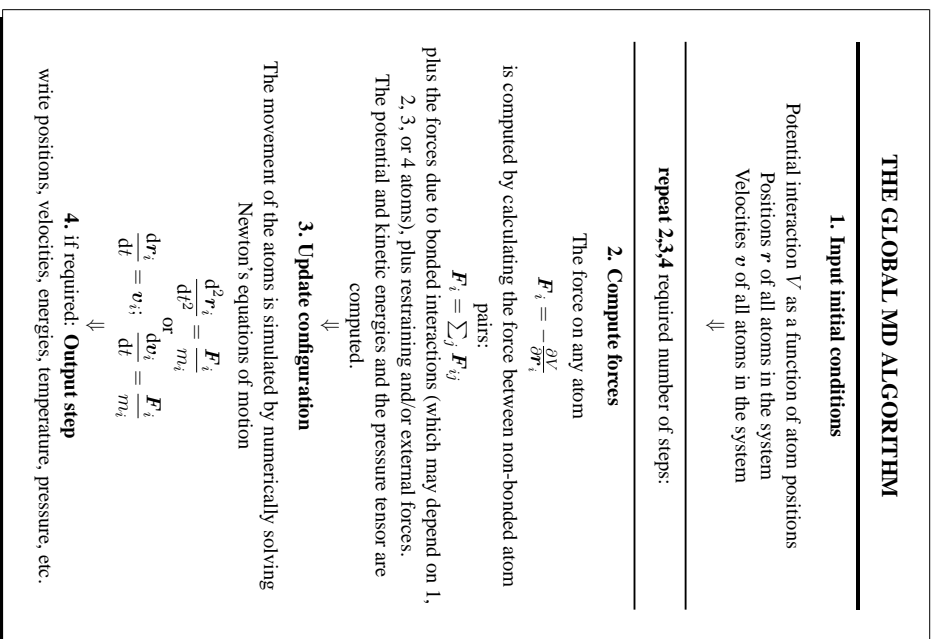 THE GLOBAL MD ALGORITHM
1. Input initial conditions
Potential interaction V as a function of atom positions
Positions r of all atoms in the system
Velocities v of all atoms in the system
⇓
repeat 2,3,4 required number of steps:
2. Compute forces
The force on any atom
F_i = −∂V/∂r_i
is computed by calculating the force between non-bonded atom
pairs:
F_i = ∑_j F_ij
plus the forces due to bonded interactions (which may depend on 1,
2, 3, or 4 atoms), plus restraining and/or external forces.
The potential and kinetic energies and the pressure tensor are
computed.
⇓
3. Update configuration
The movement of the atoms is simulated by numerically solving
Newton's equations of motion
d²r_i/dt² = F_i/m_i
or
dr_i/dt = v_i; dv_i/dt = F_i/m_i
⇓
4. if required: Output step
write positions, velocities, energies, temperature, pressure, etc.